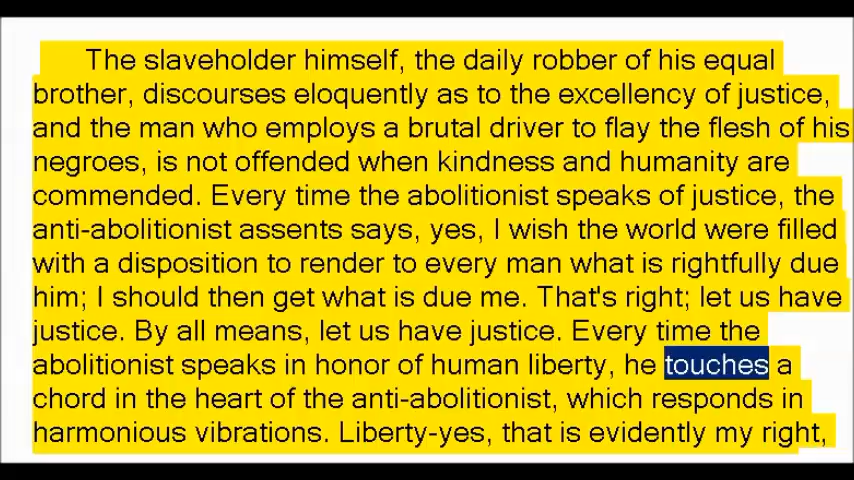 The slaveholder himself, the daily robber of his equal
brother, discourses eloquently as to the excellency of justice,
and the man who employs a brutal driver to flay the flesh of his
negroes, is not offended when kindness and humanity are
commended. Every time the abolitionist speaks of justice, the
anti-abolitionist assents says, yes, I wish the world were filled
with a disposition to render to every man what is rightfully due
him; I should then get what is due me. That's right; let us have
justice. By all means, let us have justice. Every time the
abolitionist speaks in honor of human liberty, he touches a
chord in the heart of the anti-abolitionist, which responds in
harmonious vibrations. Liberty-yes, that is evidently my right,